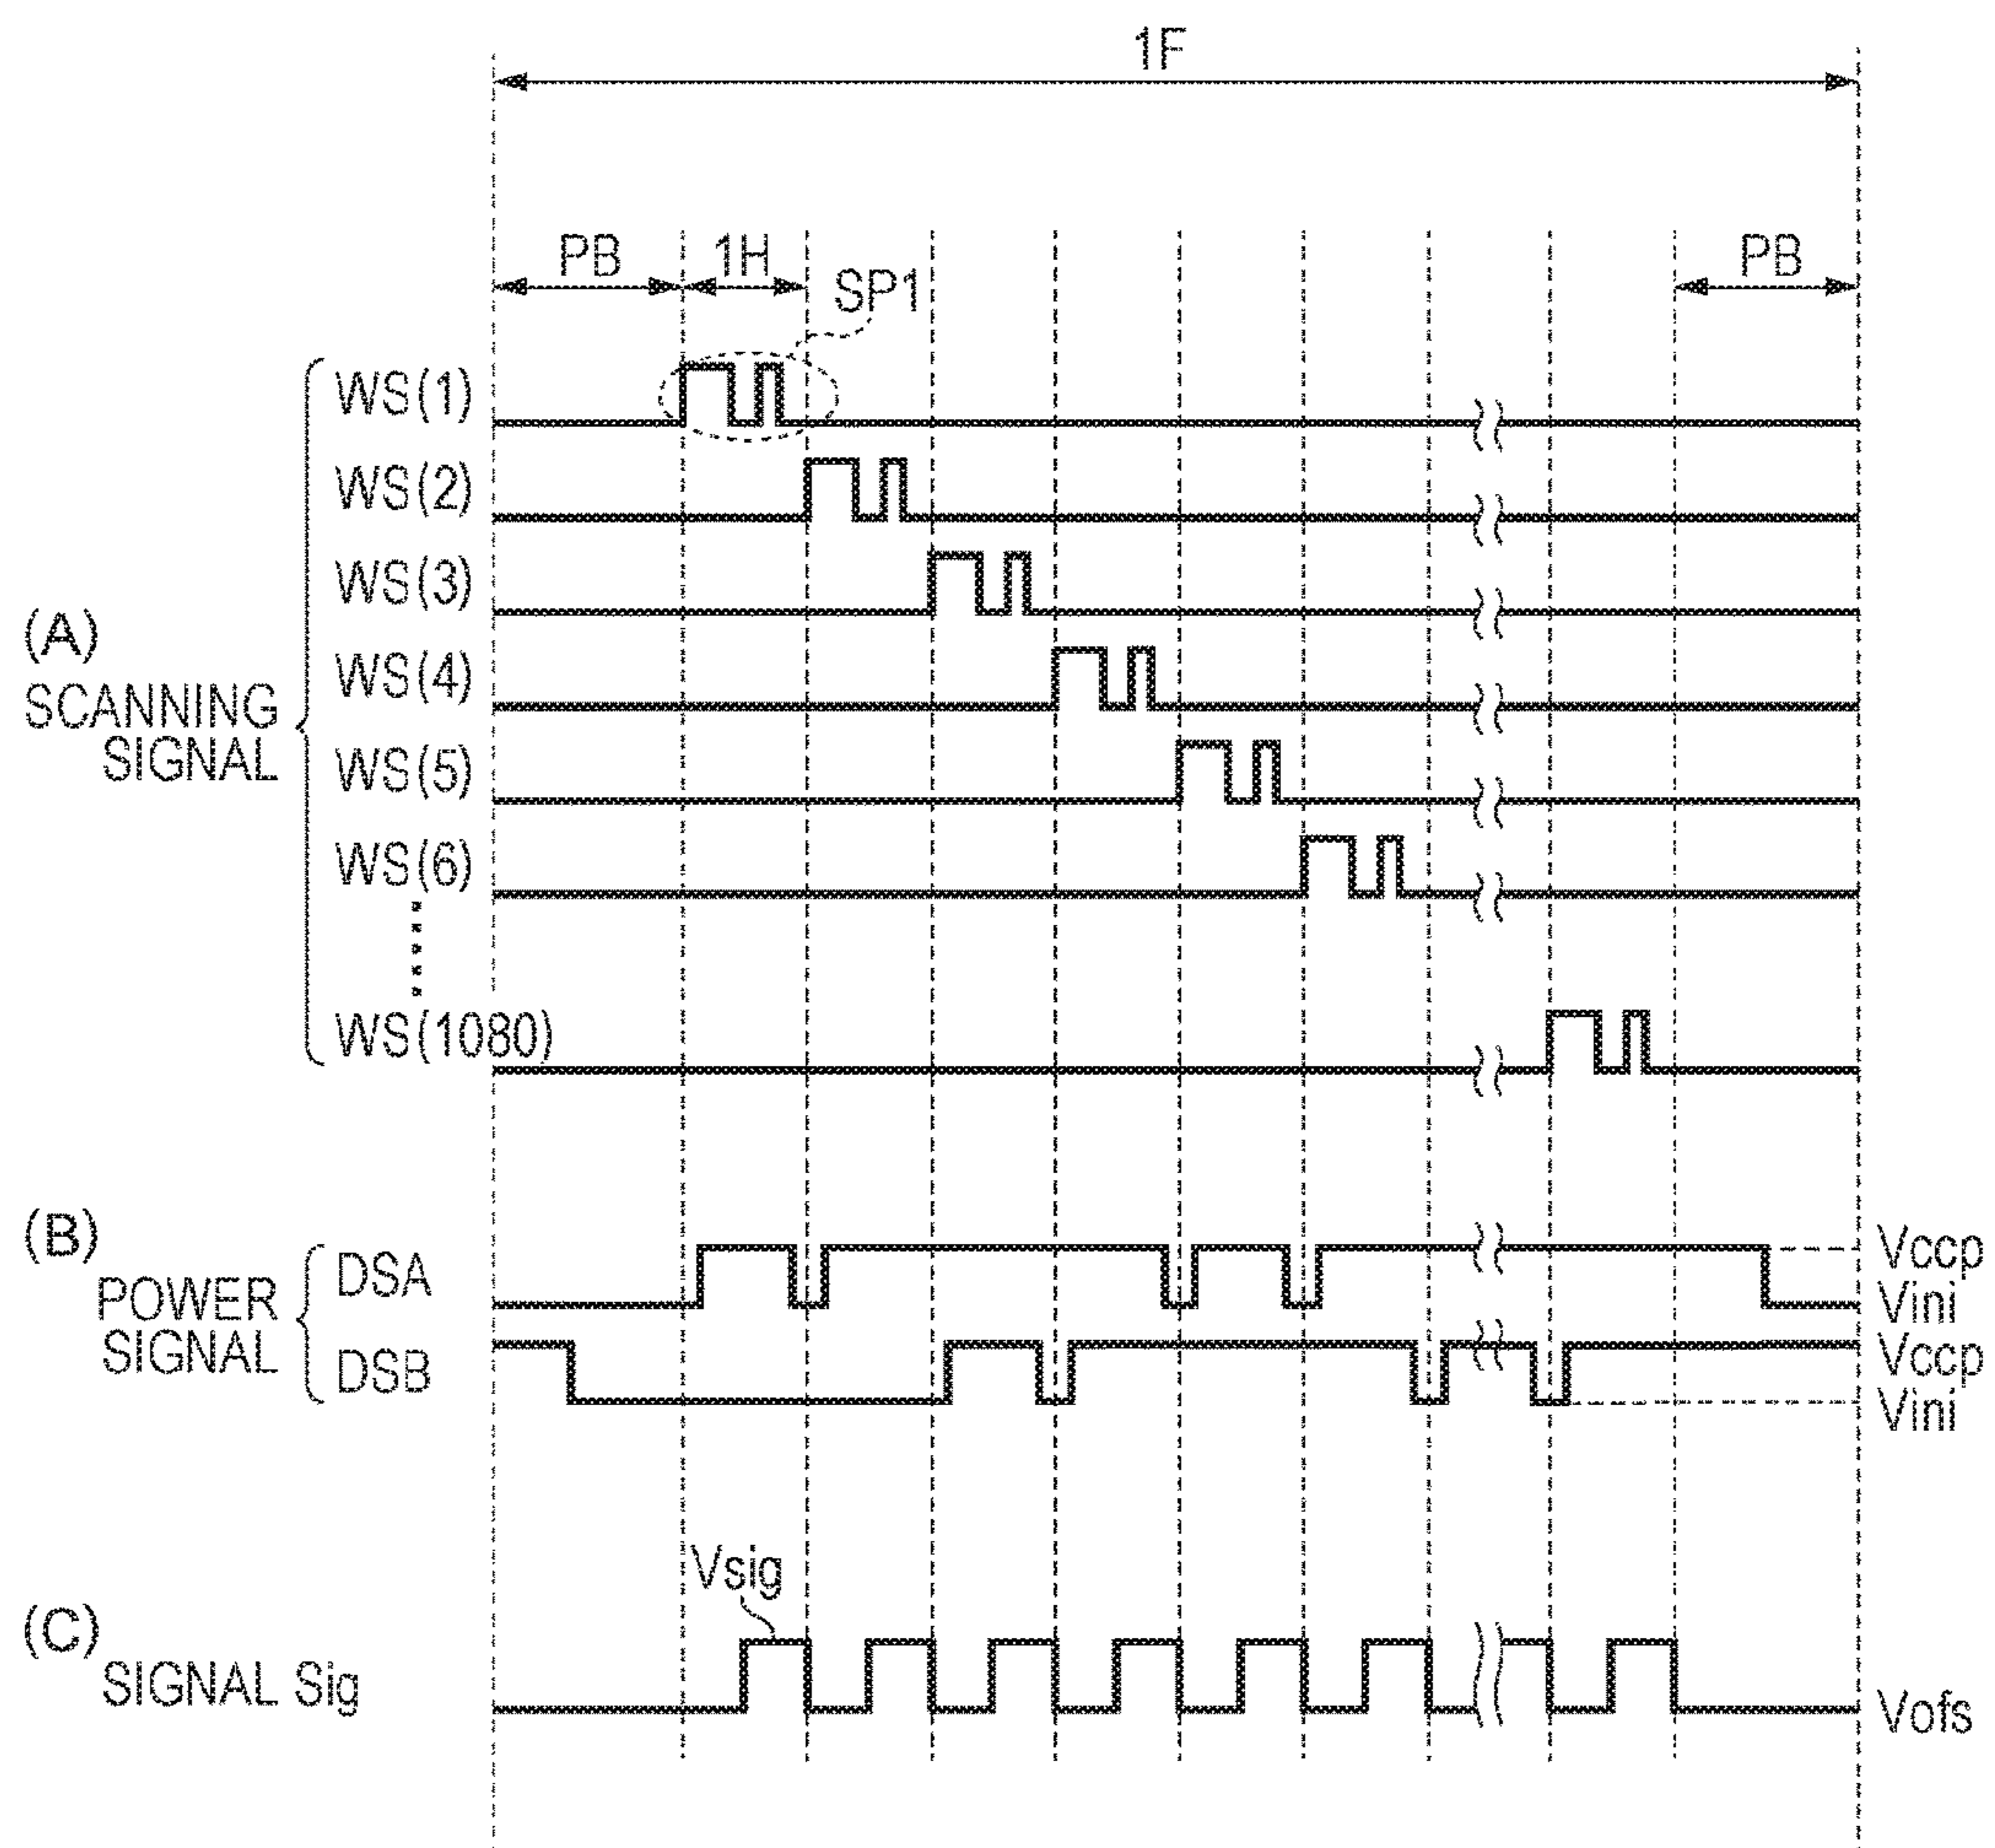 1F
PB
1H
SP1
PB
(A)
SCANNING
SIGNAL
WS(1)
WS(2)
WS(3)
WS(4)
WS(5)
WS(6)
WS(1080)
(B)
POWER
SIGNAL
DSA
DSB
Vccp
Vini
Vccp
Vini
(C)
SIGNAL Sig
Vsig
Vofs